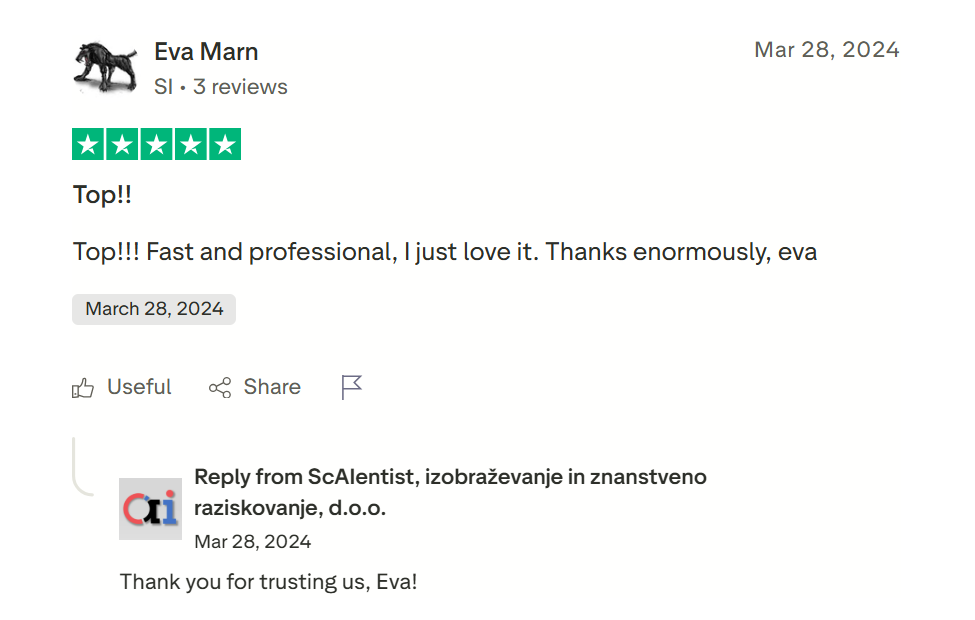 Eva Marn
Mar 28, 2024
SI • 3 reviews
Top!!
Top!!! Fast and professional, I just love it. Thanks enormously, eva
March 28, 2024
Useful
Share
Reply from ScAIentist, izobraževanje in znanstveno
raziskovanje, d.o.o.
Mar 28, 2024
Thank you for trusting us, Eva!